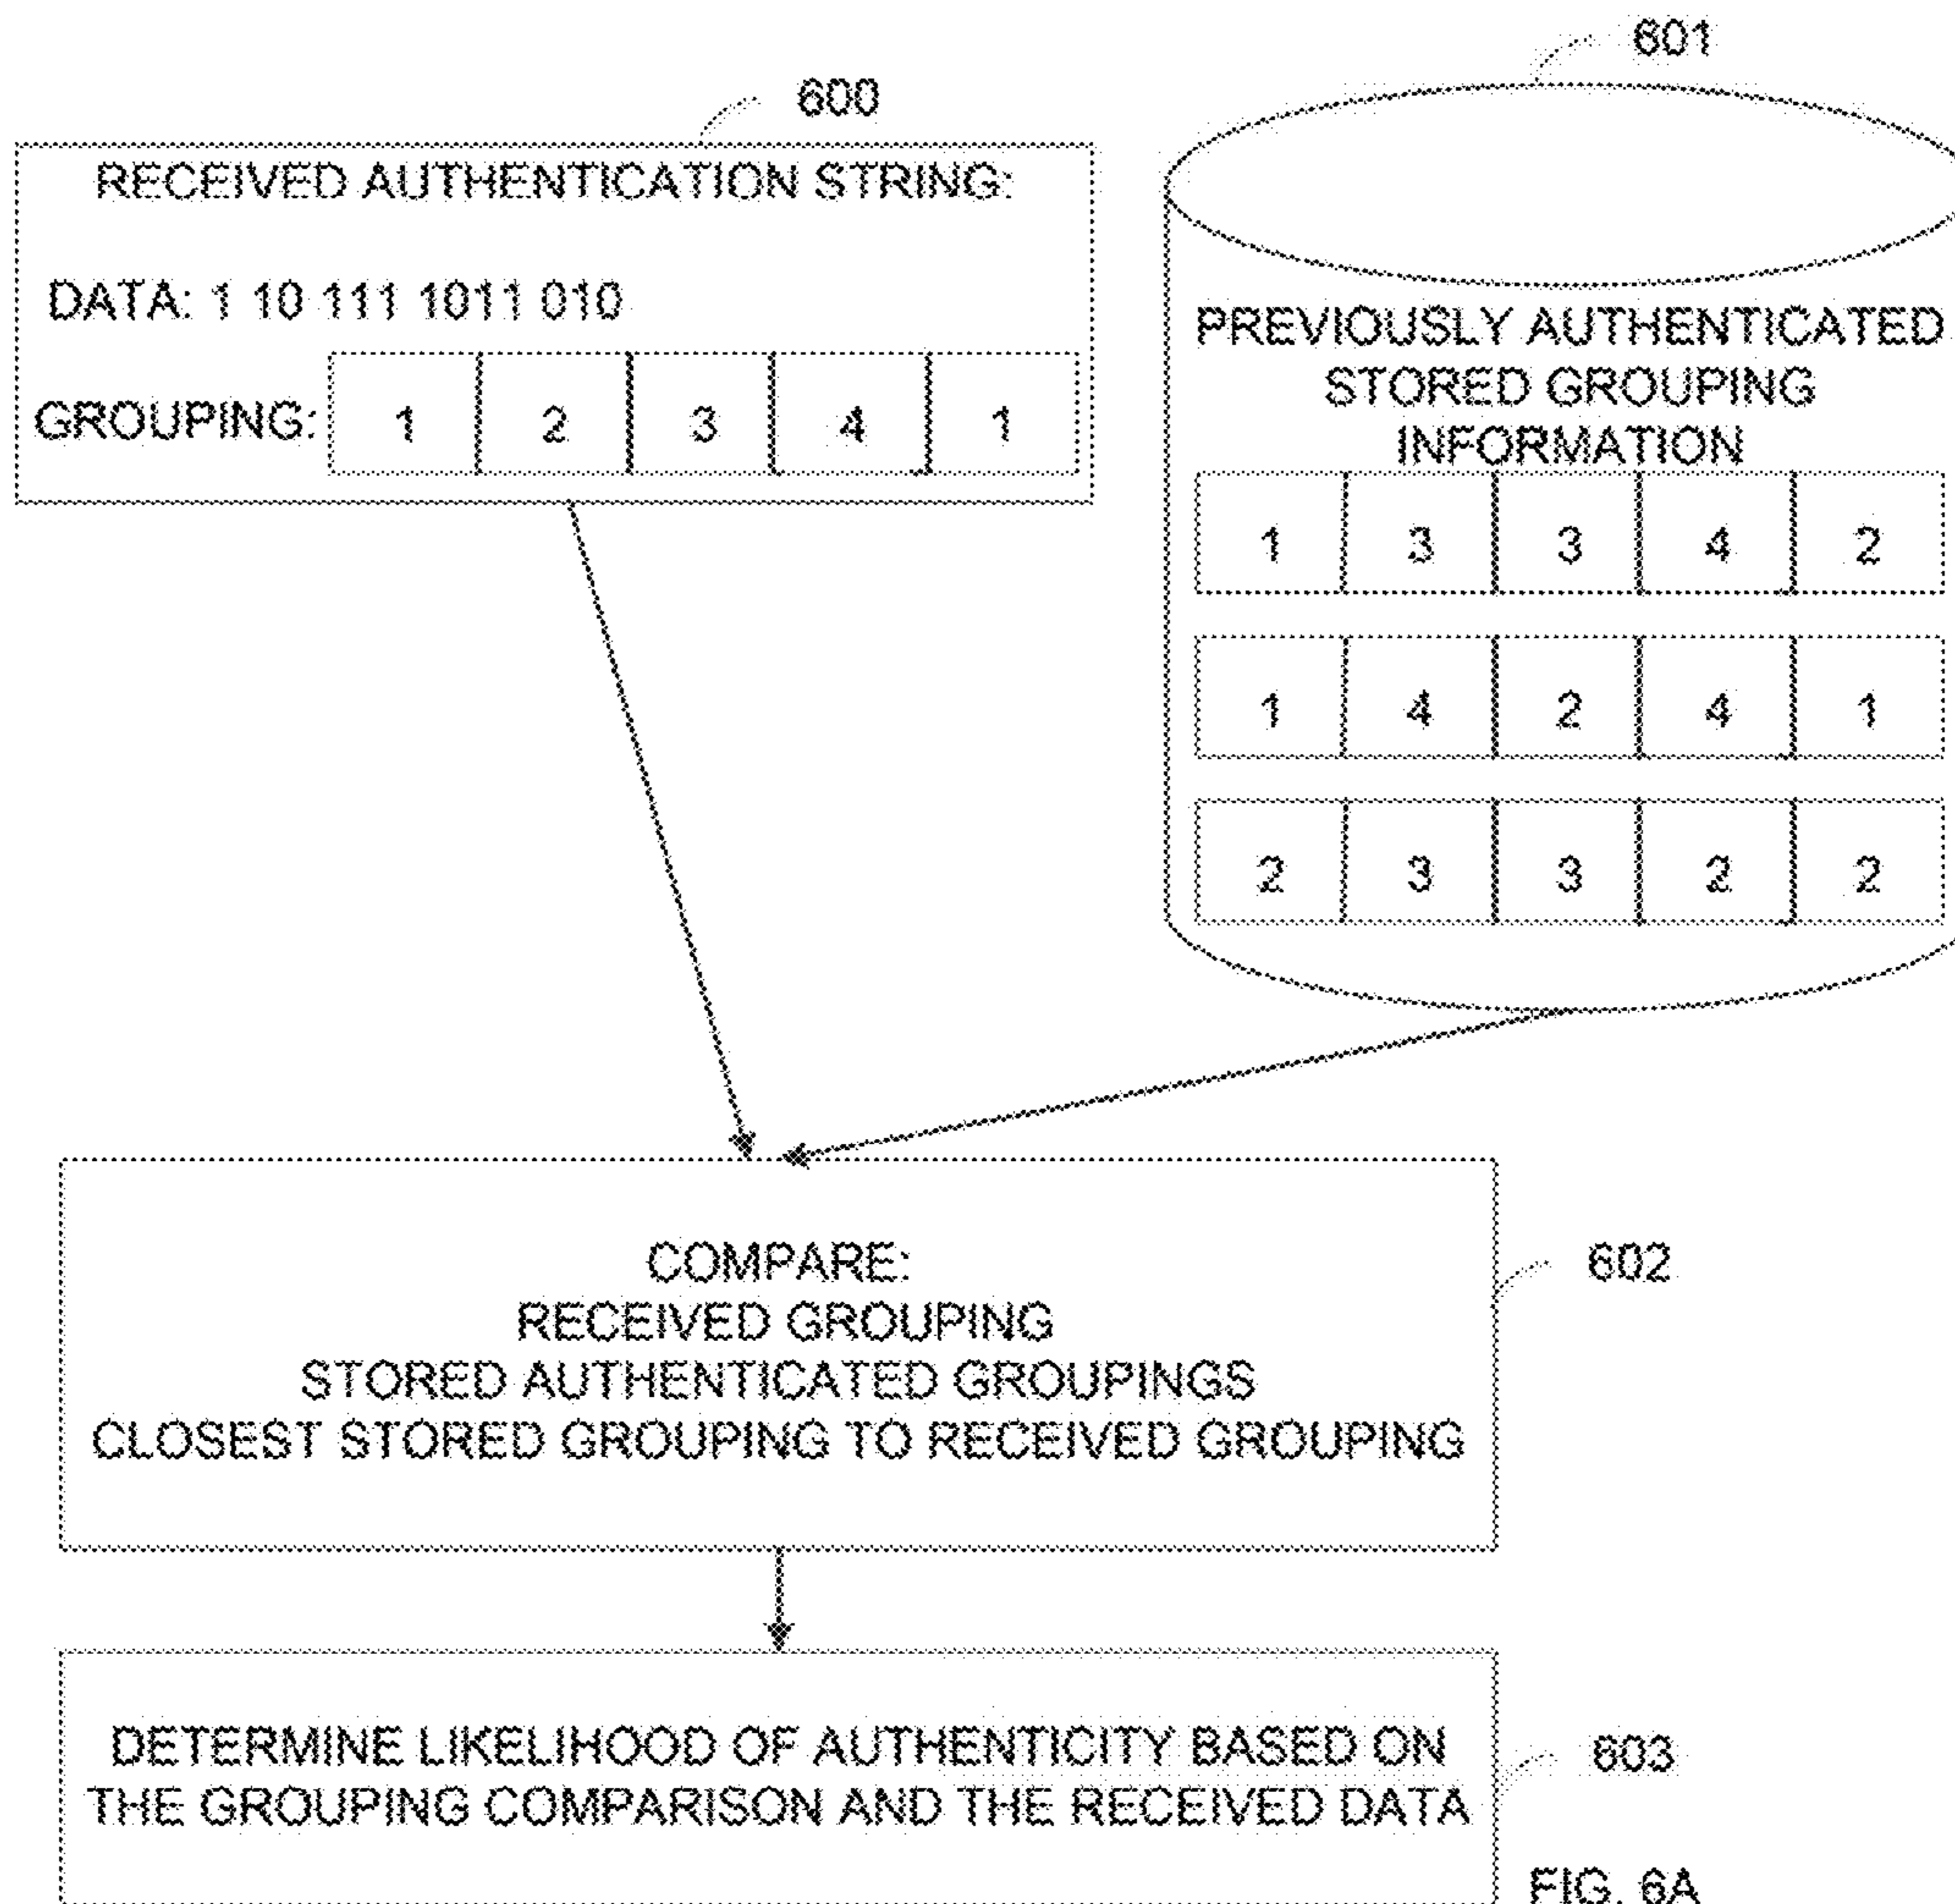 600
RECEIVED AUTHENTICATION STRING:
DATA: 1 10 111 1011 010
GROUPING: 1 2 3 4 1
601
PREVIOUSLY AUTHENTICATED
STORED GROUPING
INFORMATION
1 3 3 4 2
1 4 2 4 1
2 3 3 2 2
COMPARE:
RECEIVED GROUPING
STORED AUTHENTICATED GROUPINGS
CLOSEST STORED GROUPING TO RECEIVED GROUPING
602
DETERMINE LIKELIHOOD OF AUTHENTICITY BASED ON
THE GROUPING COMPARISON AND THE RECEIVED DATA
603
FIG. 6A